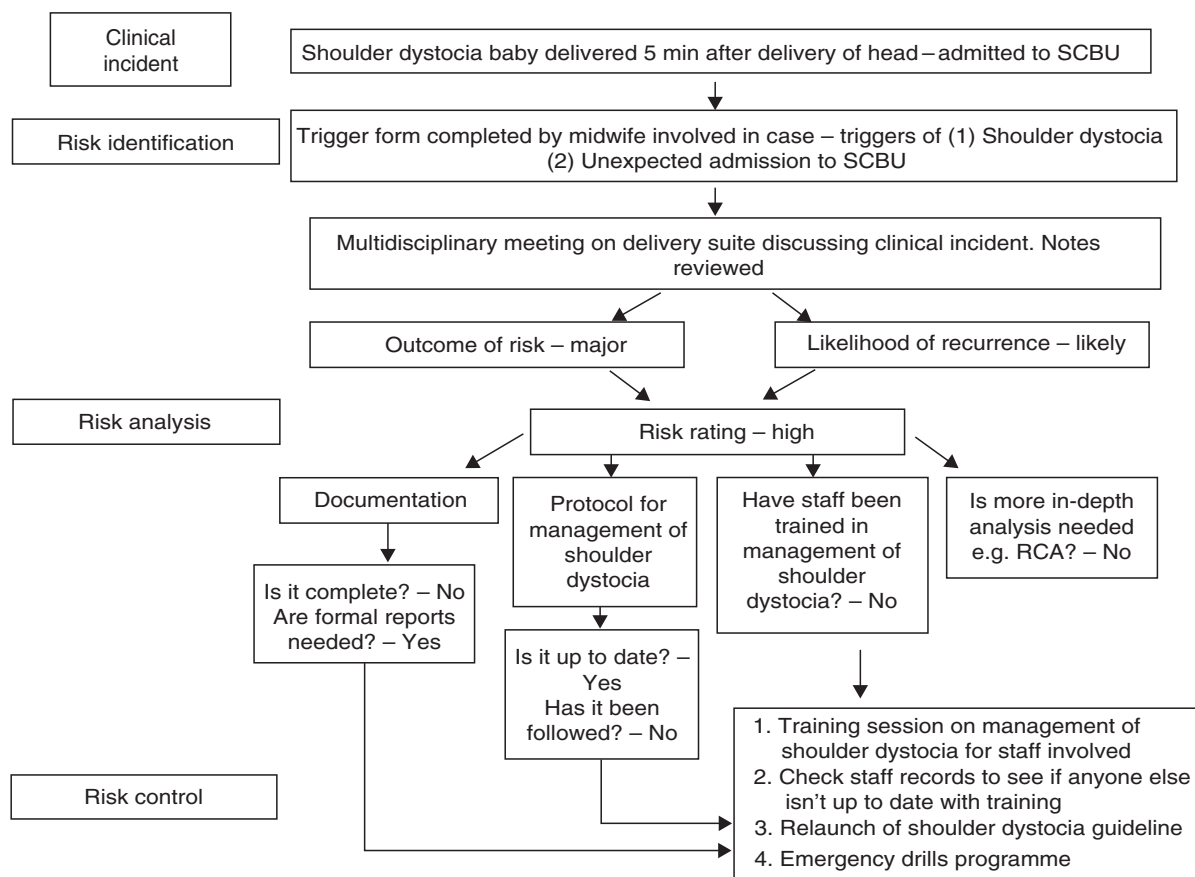 Clinical
incident
Shoulder dystocia baby delivered 5 min after delivery of head – admitted to SCBU
Risk identification
Trigger form completed by midwife involved in case – triggers of (1) Shoulder dystocia
(2) Unexpected admission to SCBU
Multidisciplinary meeting on delivery suite discussing clinical incident. Notes
reviewed
Outcome of risk – major
Likelihood of recurrence – likely
Risk analysis
Risk rating – high
Documentation
Is it complete? – No
Are formal reports
needed? – Yes
Protocol for
management of
shoulder
dystocia
Is it up to date? –
Yes
Has it been
followed? – No
Have staff been
trained in
management of
shoulder
dystocia? – No
Is more in-depth
analysis needed
e.g. RCA? – No
Risk control
1. Training session on management of
shoulder dystocia for staff involved
2. Check staff records to see if anyone else
isn't up to date with training
3. Relaunch of shoulder dystocia guideline
4. Emergency drills programme